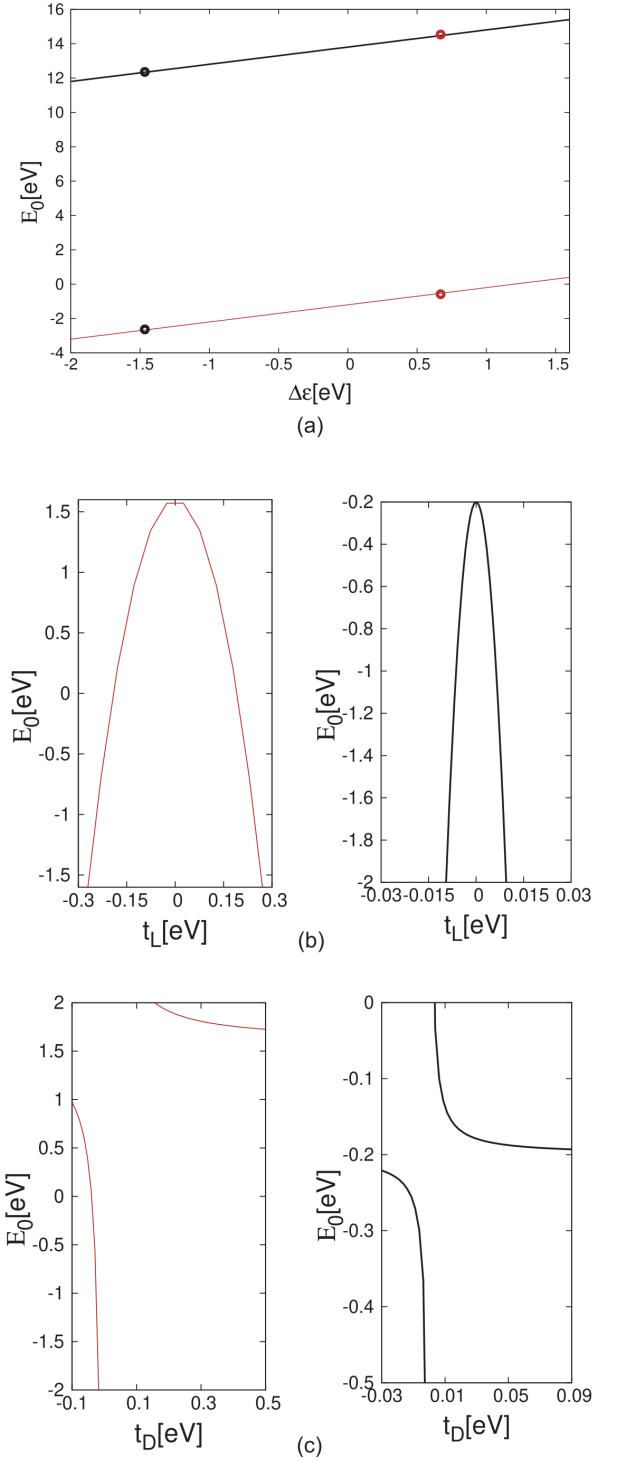 16
14
12
10
8
6
4
2
0
-2
-4
E0[eV]
-2 -1.5 -1 -0.5 0 0.5 1 1.5
Δε[eV]
(a)
1.5
1
0.5
0
-0.5
-1
-1.5
E0[eV]
-0.3 -0.15 0 0.15 0.3
tL[eV]
-0.2
-0.4
-0.6
-0.8
-1
-1.2
-1.4
-1.6
-1.8
-2
E0[eV]
-0.03 -0.015 0 0.015 0.03
tL[eV]
(b)
2
1.5
1
0.5
0
-0.5
-1
-1.5
-2
E0[eV]
-0.1 0.1 0.3 0.5
tD[eV]
0
-0.1
-0.2
-0.3
-0.4
-0.5
E0[eV]
-0.03 0.01 0.05 0.09
tD[eV]
(c)